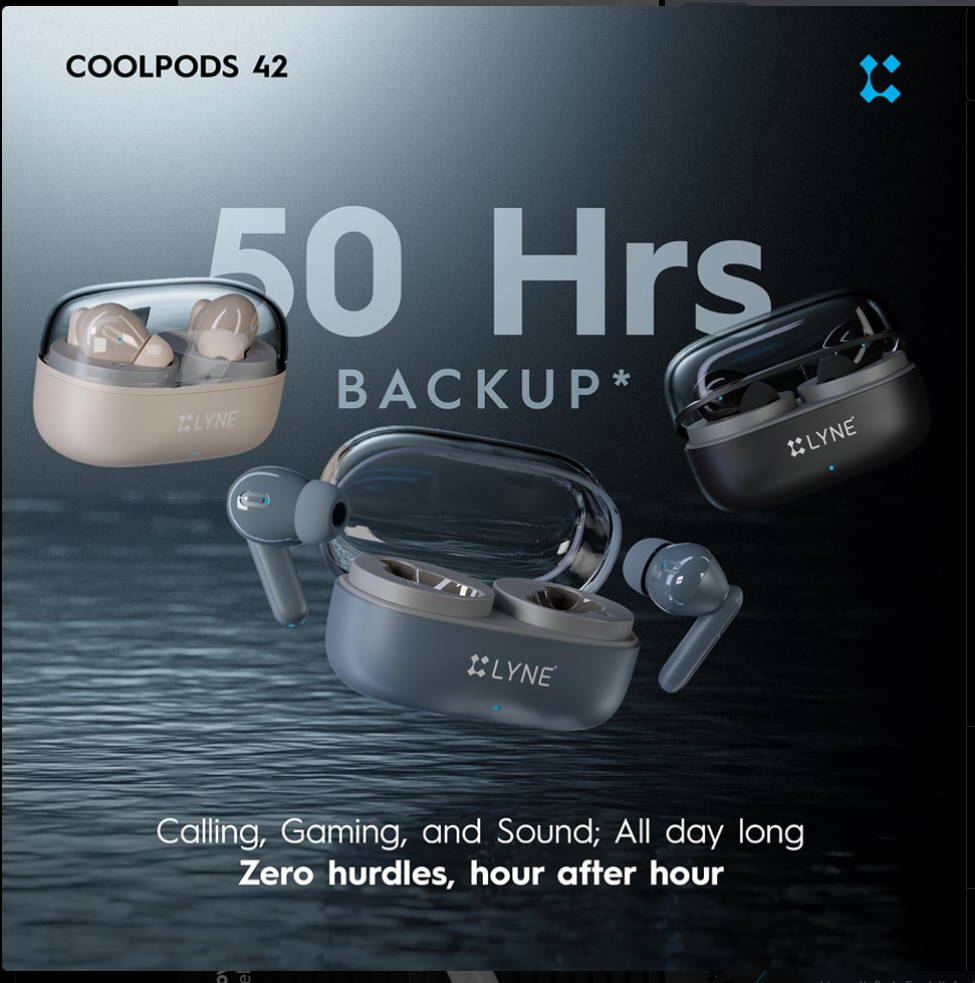 COOLPODS 42
50 Hrs
BACKUP*
LYNE
LYNE
LYNE
Calling, Gaming, and Sound; All day long
Zero hurdles, hour after hour